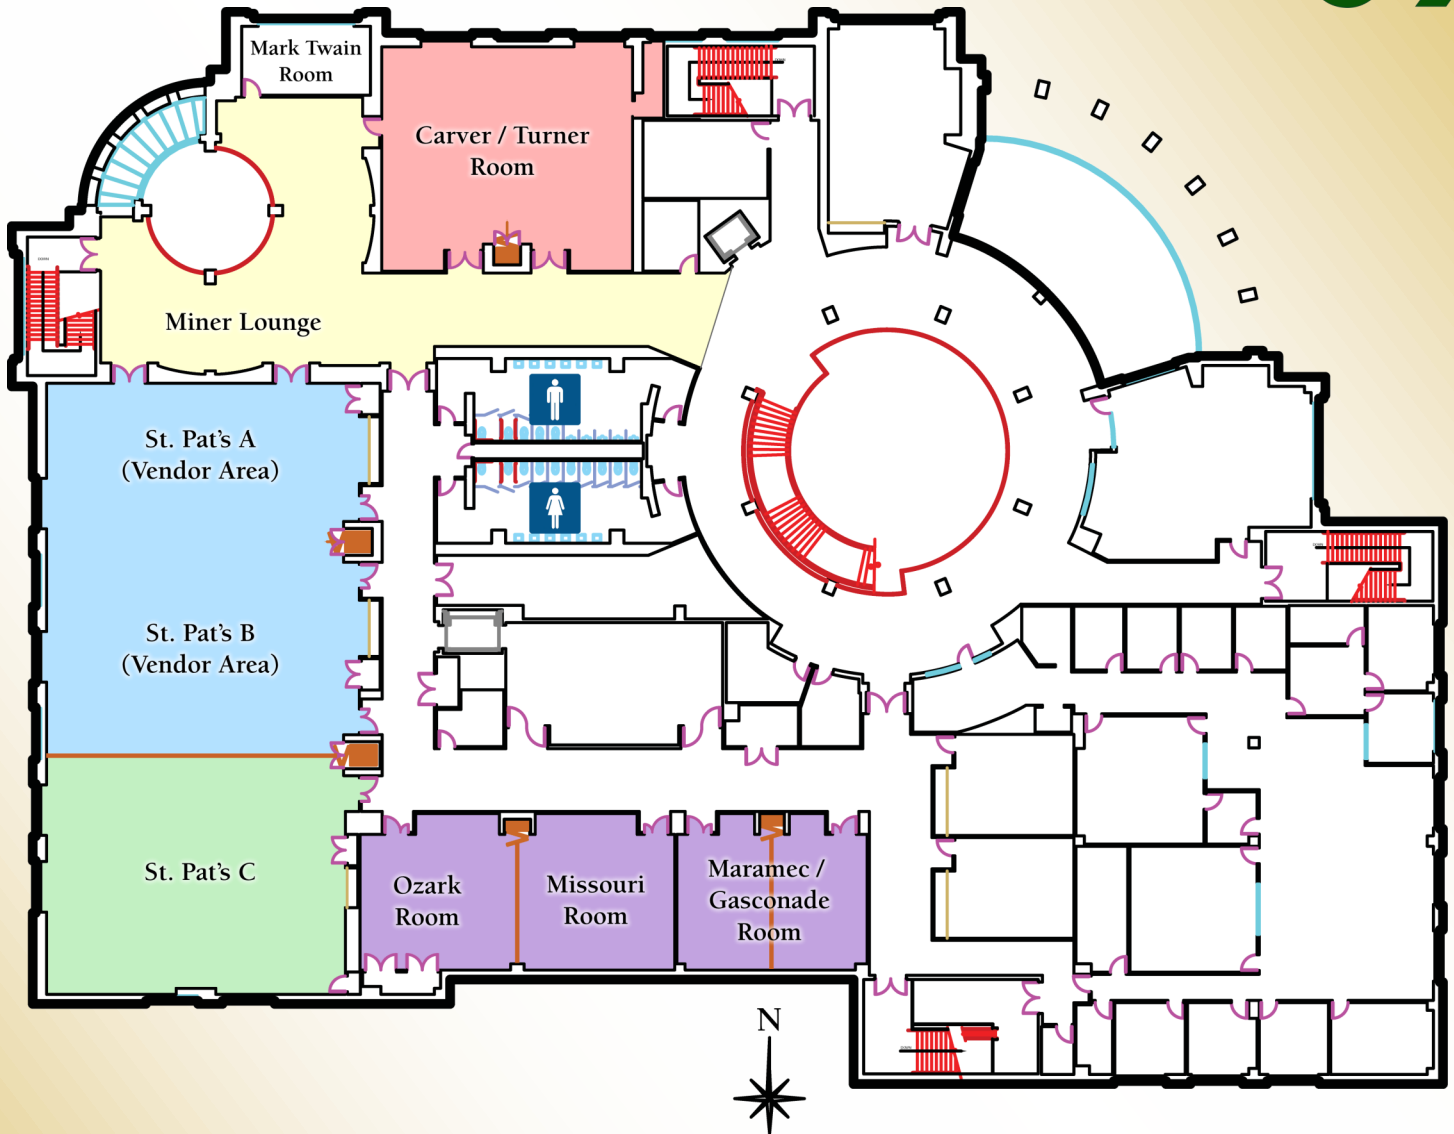 Mark Twain
Room
Carver / Turner
Room
Miner Lounge
St. Pat's A
(Vendor Area)
St. Pat's B
(Vendor Area)
St. Pat's C
Ozark
Room
Missouri
Room
Maramec /
Gasconade
Room
N